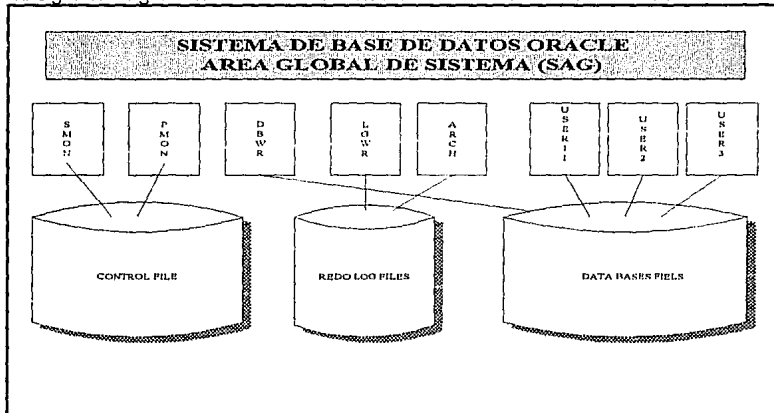 SISTEMA DE BASE DE DATOS ORACLE
AREA GLOBAL DE SISTEMA (SAG)
SMON
PMON
DBWR
LGWR
ARCH
USER1
USER2
USER3
CONTROL FILE
REDO LOG FILES
DATA BASES FIELS